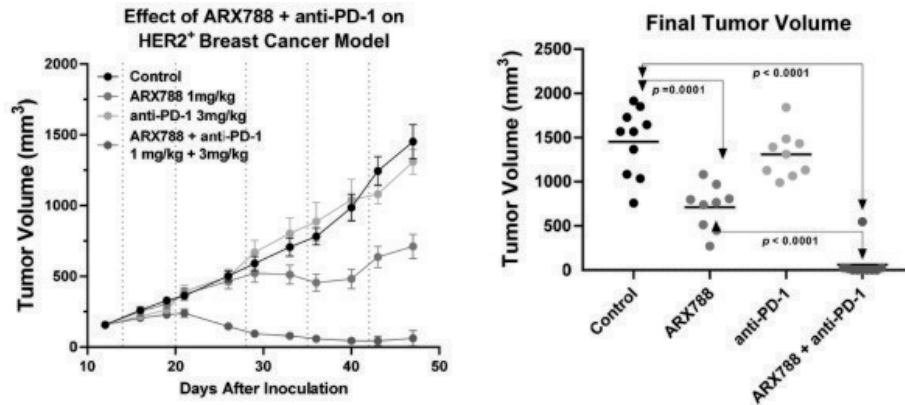 Effect of ARX788 + anti-PD-1 on
HER2⁺ Breast Cancer Model
Tumor Volume (mm³)
2000
1500
1000
500
0
Control
ARX788 1mg/kg
anti-PD-1 3mg/kg
ARX788 + anti-PD-1
1 mg/kg + 3mg/kg
10
20
30
40
50
Days After Inoculation
Final Tumor Volume
Tumor Volume (mm³)
2500
2000
1500
1000
500
0
p < 0.0001
p =0.0001
p < 0.0001
Control
ARX788
anti-PD-1
ARX788 + anti-PD-1